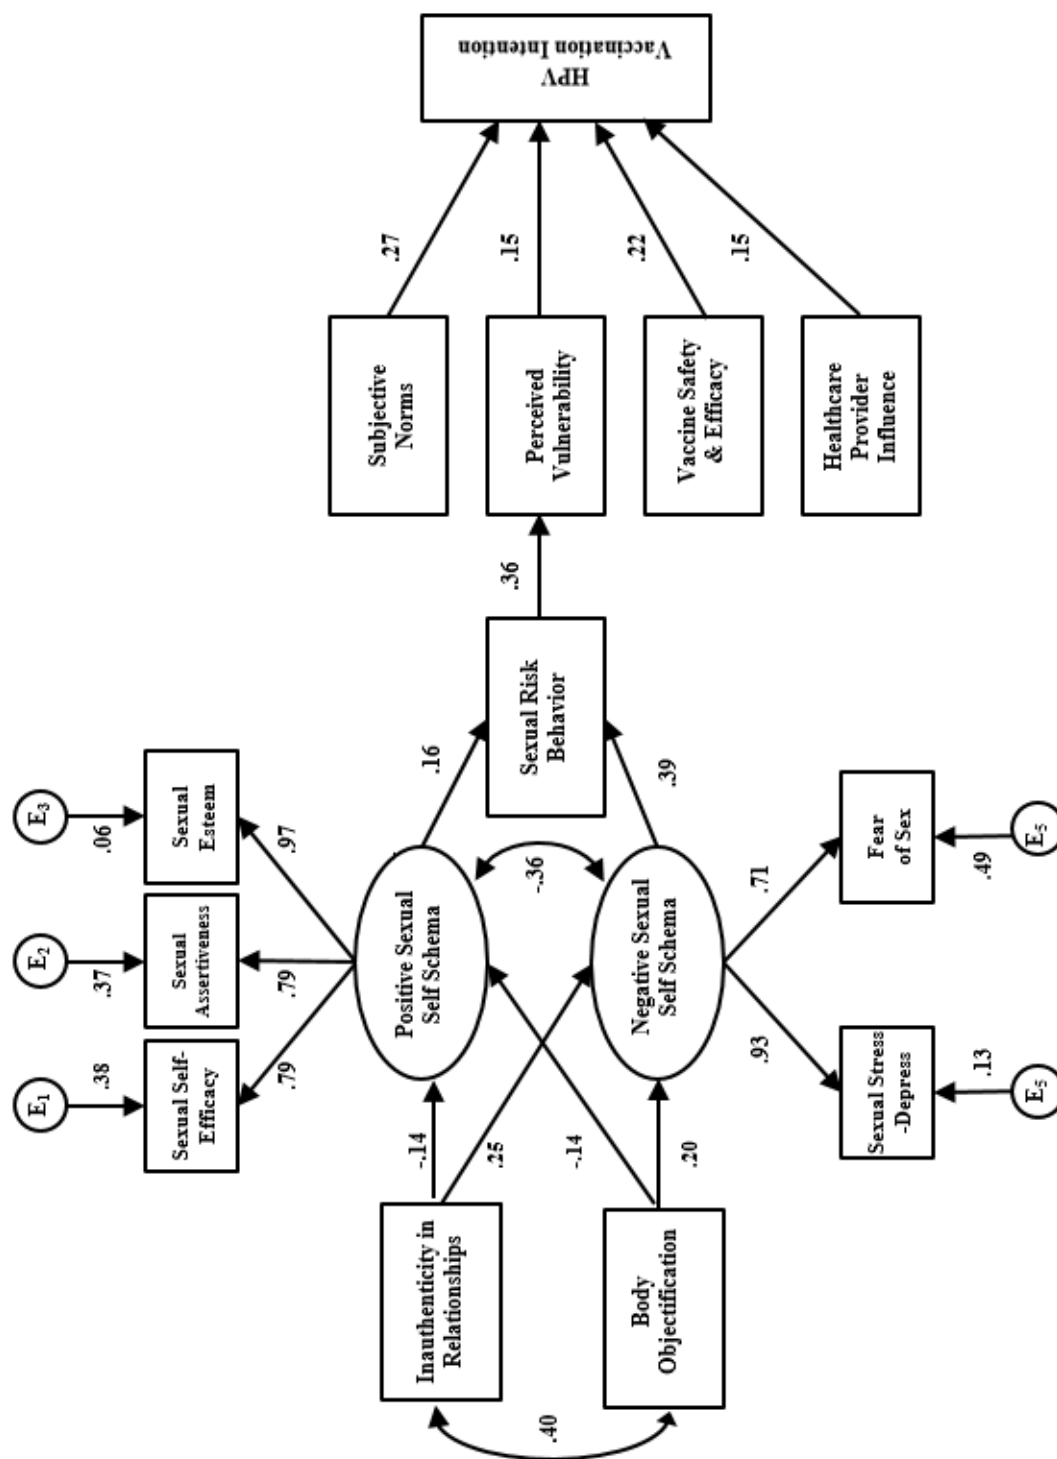 E1
E2
E3
.38
.37
.06
Sexual Self-
Efficacy
Sexual
Assertiveness
Sexual
Esteem
.79
.79
.97
Inauthenticity in
Relationships
-.14
Positive Sexual
Self Schema
.16
.25
.40
-.36
Sexual Risk
Behavior
.36
-.14
Body
Objectification
.20
Negative Sexual
Self Schema
.39
.93
.71
Sexual Stress
-Depress
Fear
of Sex
.13
.49
E5
E5
Subjective
Norms
.27
Perceived
Vulnerability
.15
Vaccine Safety
& Efficacy
.22
Healthcare
Provider
Influence
.15
HPV
Vaccination Intention